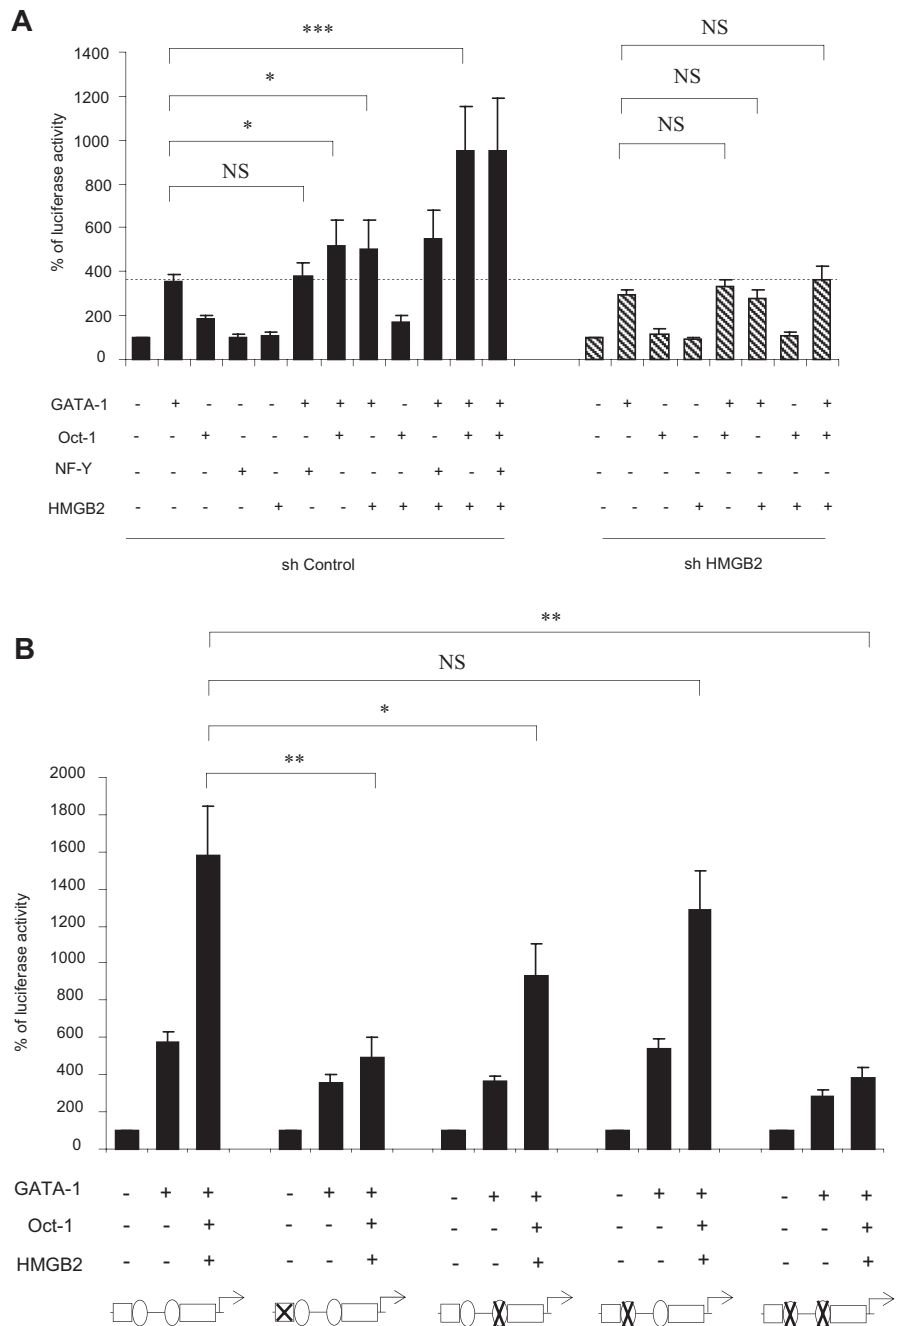 A
***
NS
1400
*
NS
1200
*
NS
1000
NS
800
600
400
200
0
% of luciferase activity
GATA-1 - + - - - + + + - + + + - + - - + + - +
Oct-1 - - + - - - + - + - + + - - + - + - + +
NF-Y - - - + - + - - - + - + - - - - - - - -
HMGB2 - - - - + - - + + + + + - - - + - + + +
sh Control
sh HMGB2
B
**
NS
*
**
2000
1800
1600
1400
1200
1000
800
600
400
200
0
% of luciferase activity
GATA-1 - + + - + + - + + - + + - + +
Oct-1 - - + - - + - - + - - + - - +
HMGB2 - - + - - + - - + - - + - - +